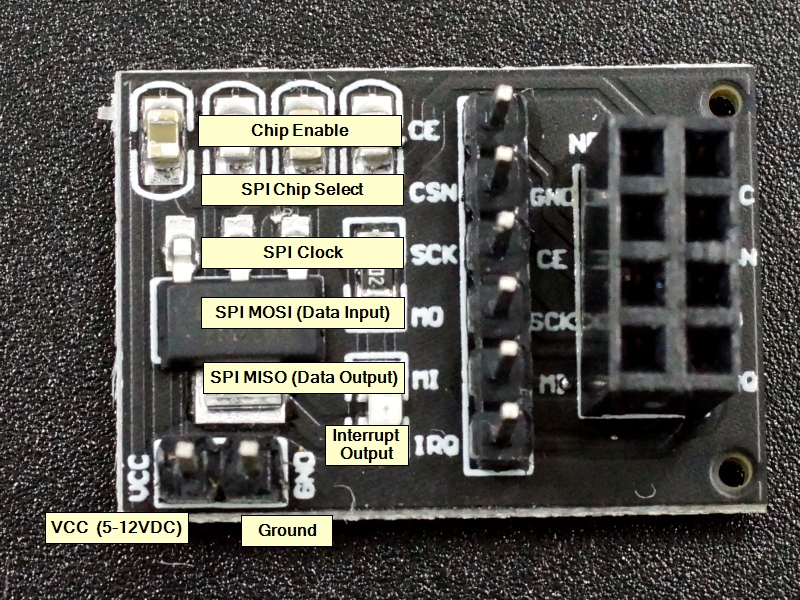 Chip Enable
CE
SPI Chip Select
CSN
GND
SPI Clock
SCK
CE
SPI MOSI (Data Input)
MO
SCK
SPI MISO (Data Output)
MI
Interrupt
Output
IRQ
VCC
GND
VCC (5-12VDC)
Ground